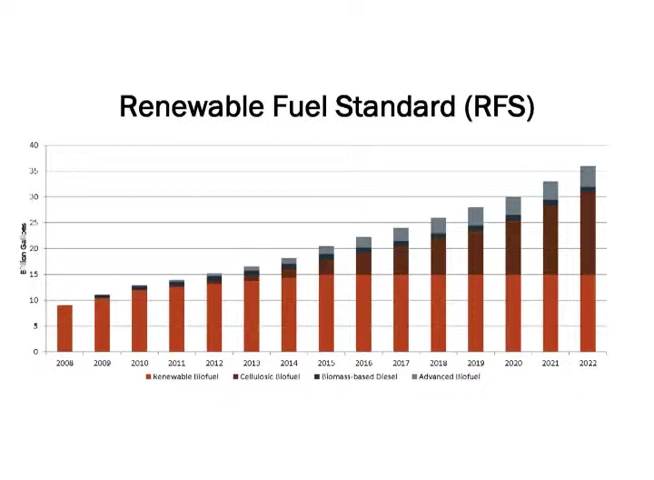 Renewable Fuel Standard (RFS)
40
35
30
25
20
15
10
5
0
Billion Gallons
2008 2009 2010 2011 2012 2013 2014 2015 2016 2017 2018 2019 2020 2021 2022
Renewable Biofuel Cellulosic Biofuel Biomass-based Diesel Advanced Biofuel